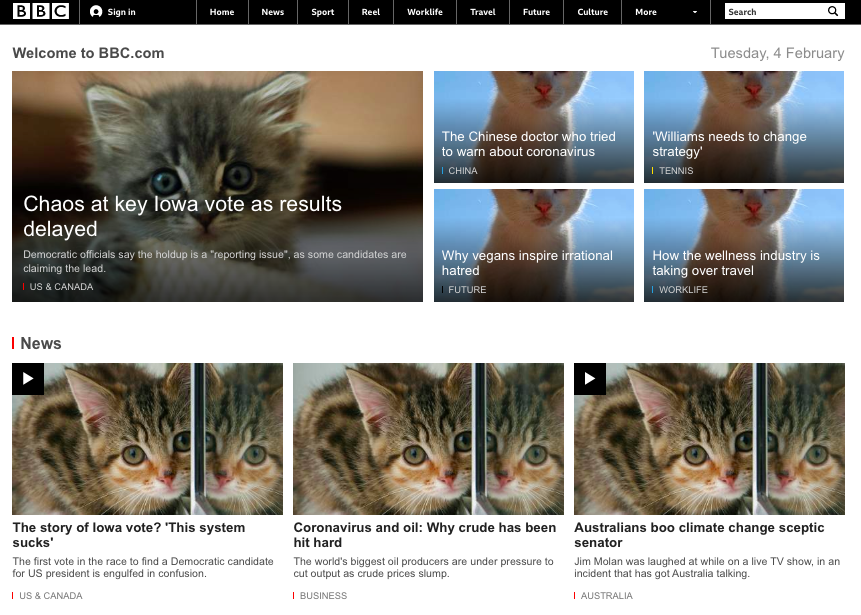 BBC
Sign in
Home
News
Sport
Reel
Worklife
Travel
Future
Culture
More
Search
Welcome to BBC.com
Tuesday, 4 February
Chaos at key Iowa vote as results
delayed
Democratic officials say the holdup is a "reporting issue", as some candidates are
claiming the lead.
US & CANADA
The Chinese doctor who tried
to warn about coronavirus
CHINA
'Williams needs to change
strategy'
TENNIS
Why vegans inspire irrational
hatred
FUTURE
How the wellness industry is
taking over travel
WORKLIFE
News
The story of Iowa vote? 'This system
sucks'
The first vote in the race to find a Democratic candidate
for US president is engulfed in confusion.
US & CANADA
Coronavirus and oil: Why crude has been
hit hard
The world's biggest oil producers are under pressure to
cut output as crude prices slump.
BUSINESS
Australians boo climate change sceptic
senator
Jim Molan was laughed at while on a live TV show, in an
incident that has got Australia talking.
AUSTRALIA